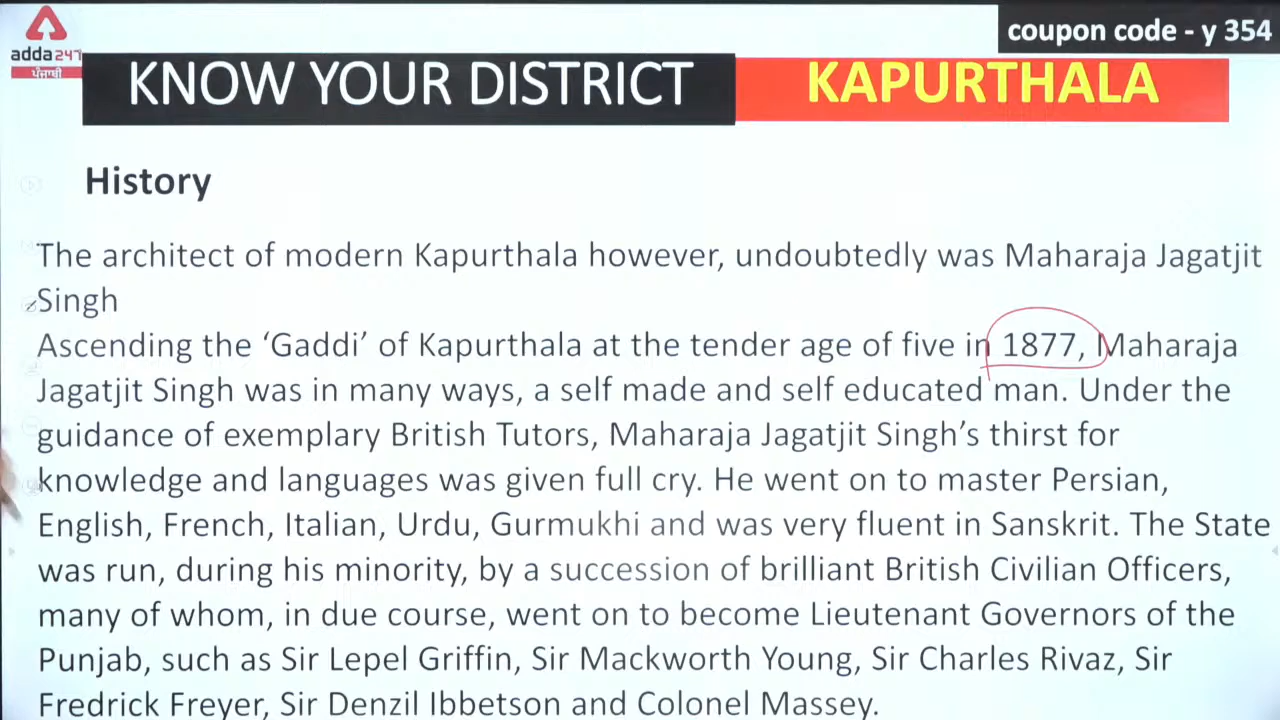 adda247
ਪੰਜਾਬੀ
coupon code - y 354
KNOW YOUR DISTRICT
KAPURTHALA
History
The architect of modern Kapurthala however, undoubtedly was Maharaja Jagatjit
Singh
Ascending the ‘Gaddi’ of Kapurthala at the tender age of five in 1877, Maharaja
Jagatjit Singh was in many ways, a self made and self educated man. Under the
guidance of exemplary British Tutors, Maharaja Jagatjit Singh’s thirst for
knowledge and languages was given full cry. He went on to master Persian,
English, French, Italian, Urdu, Gurmukhi and was very fluent in Sanskrit. The State
was run, during his minority, by a succession of brilliant British Civilian Officers,
many of whom, in due course, went on to become Lieutenant Governors of the
Punjab, such as Sir Lepel Griffin, Sir Mackworth Young, Sir Charles Rivaz, Sir
Fredrick Freyer, Sir Denzil Ibbetson and Colonel Massey.